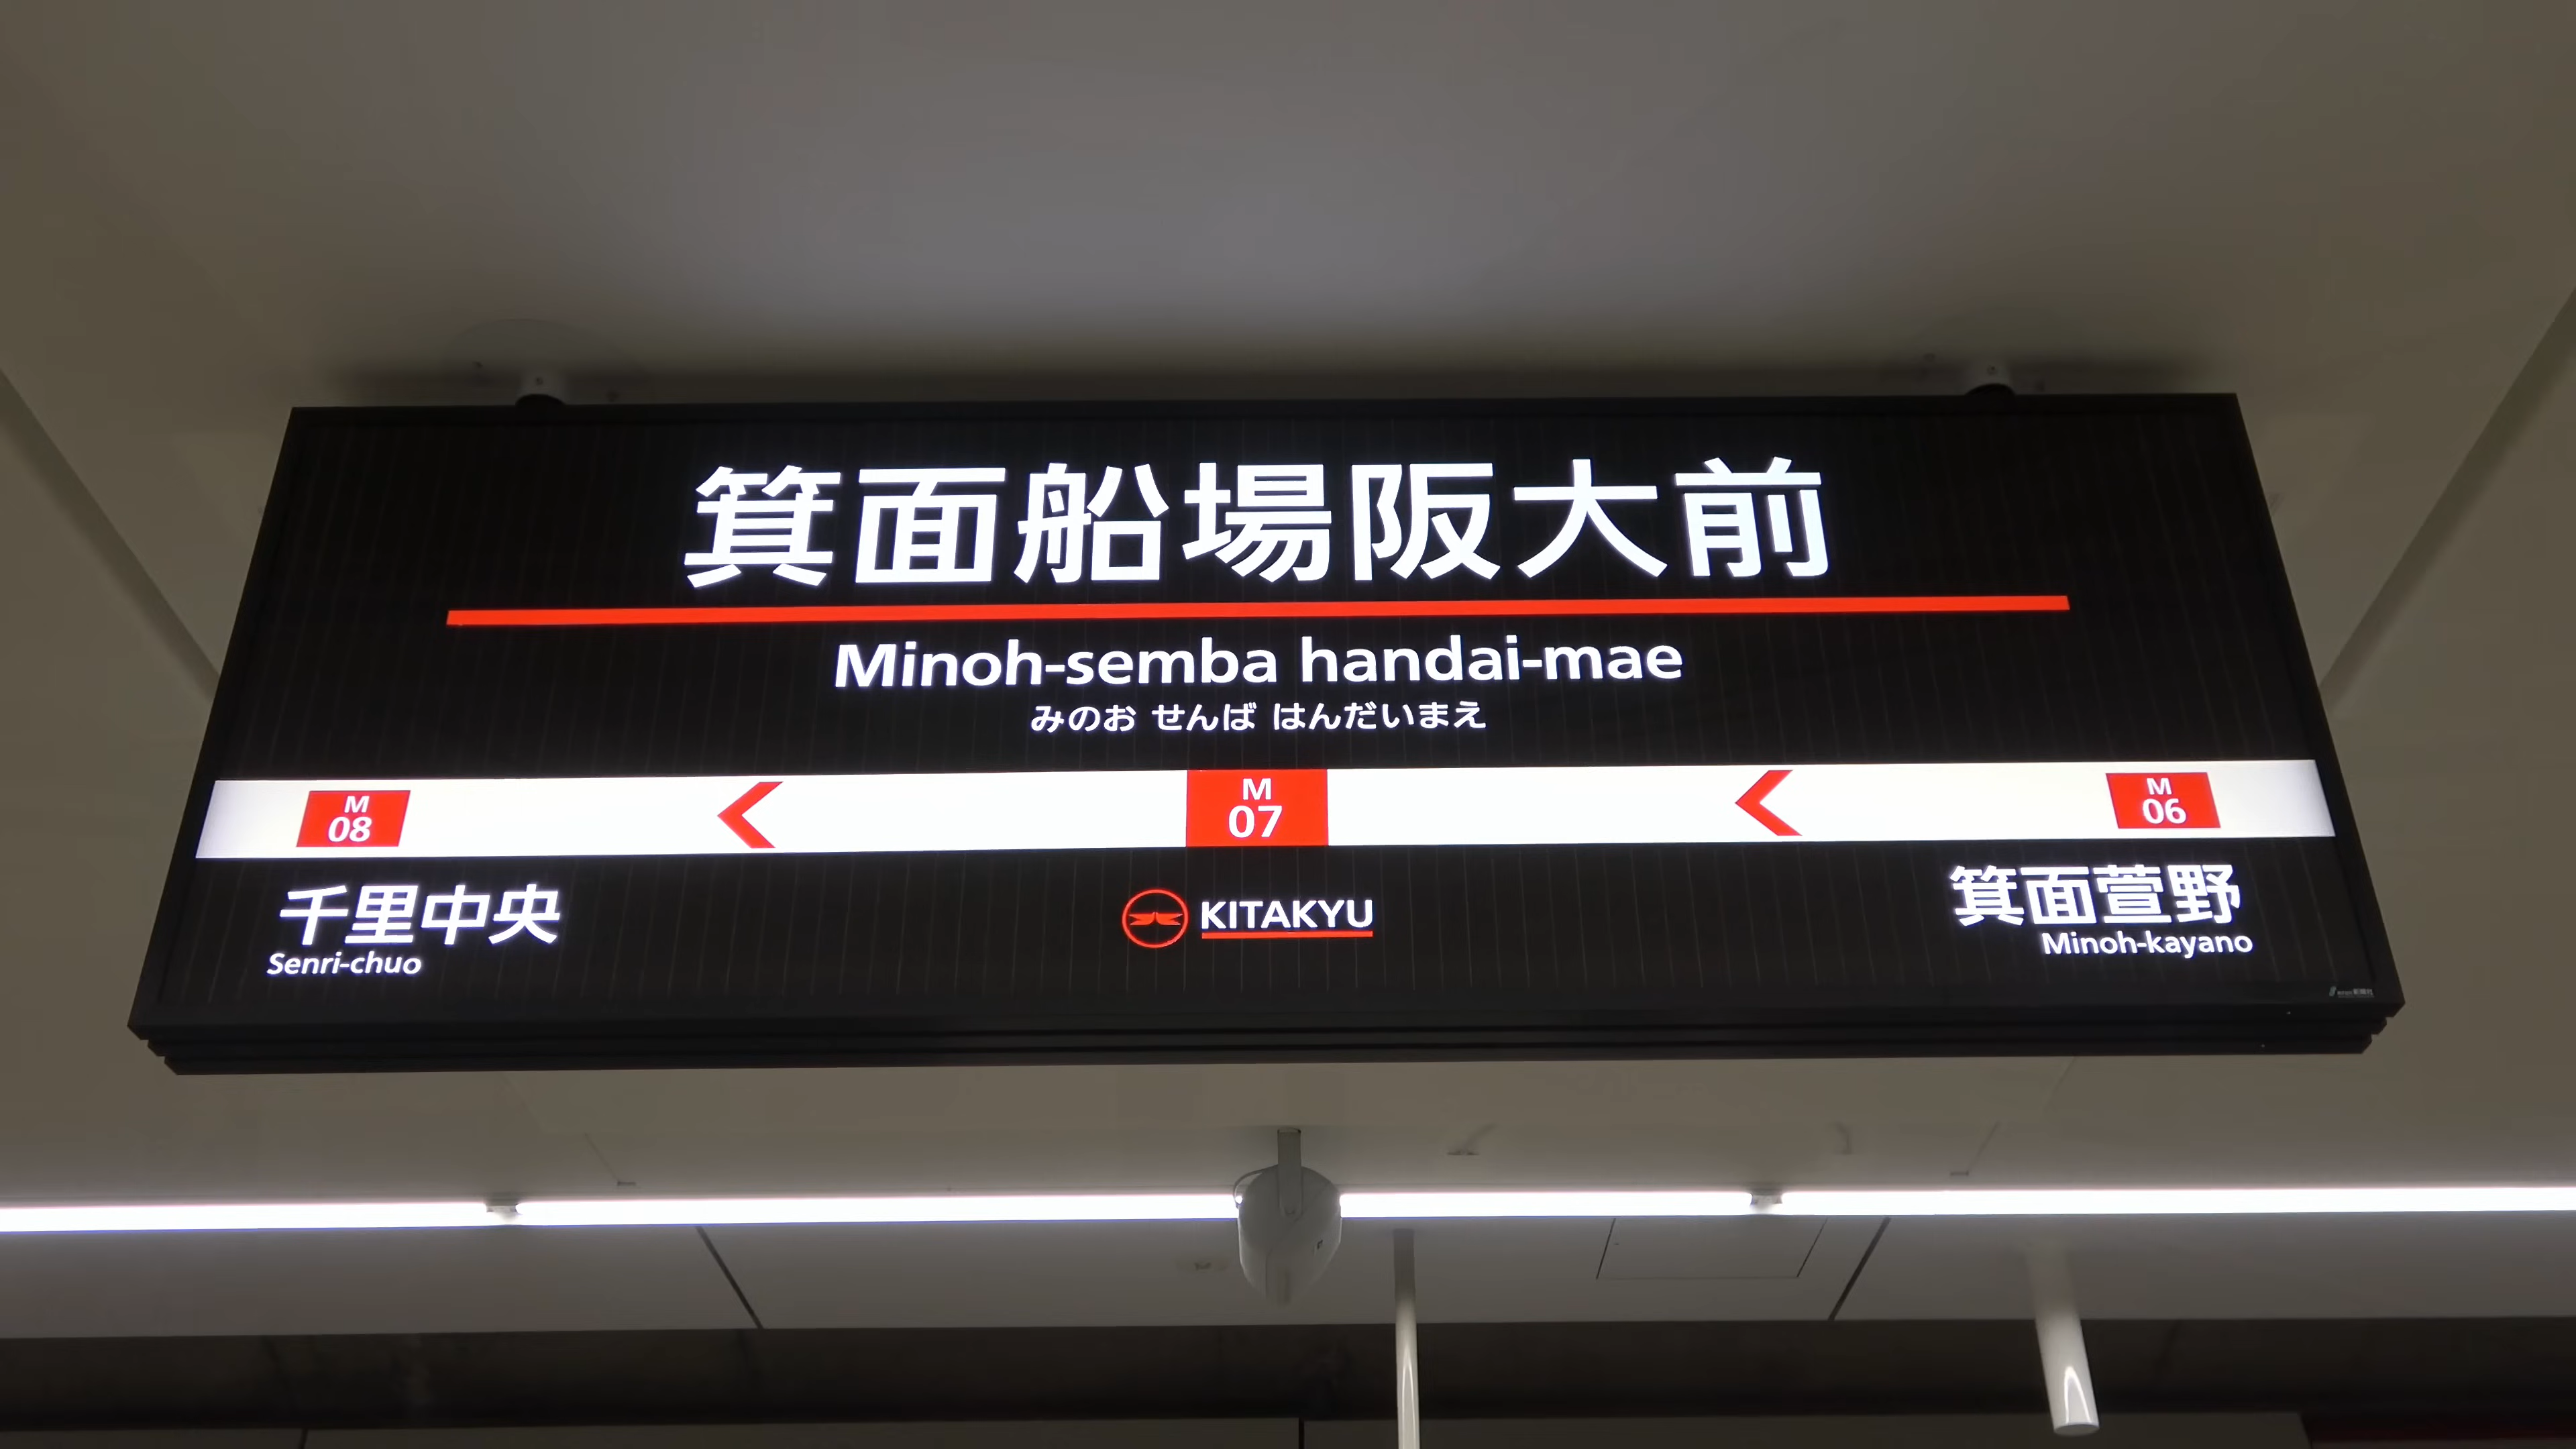 箕面船場阪大前
Minoh-semba handai-mae
みのお せんば はんだいまえ
M
08
M
07
M
06
千里中央
Senri-chuo
KITAKYU
箕面萱野
Minoh-kayano